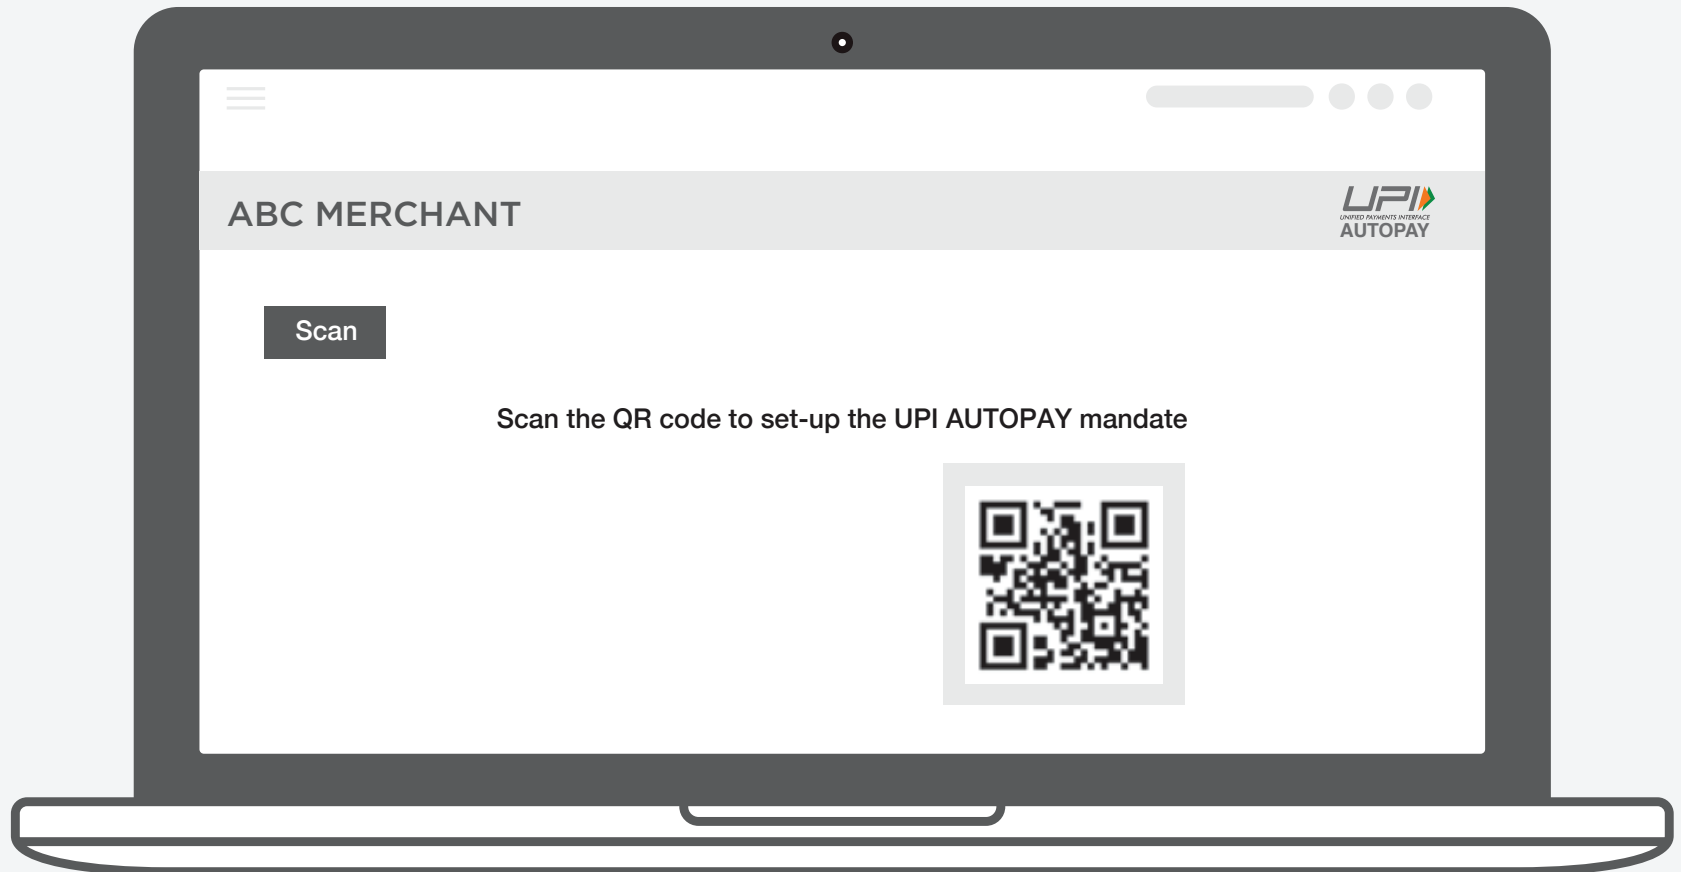 ABC MERCHANT
UPI
UNIFIED PAYMENTS INTERFACE
AUTOPAY
Scan
Scan the QR code to set-up the UPI AUTOPAY mandate